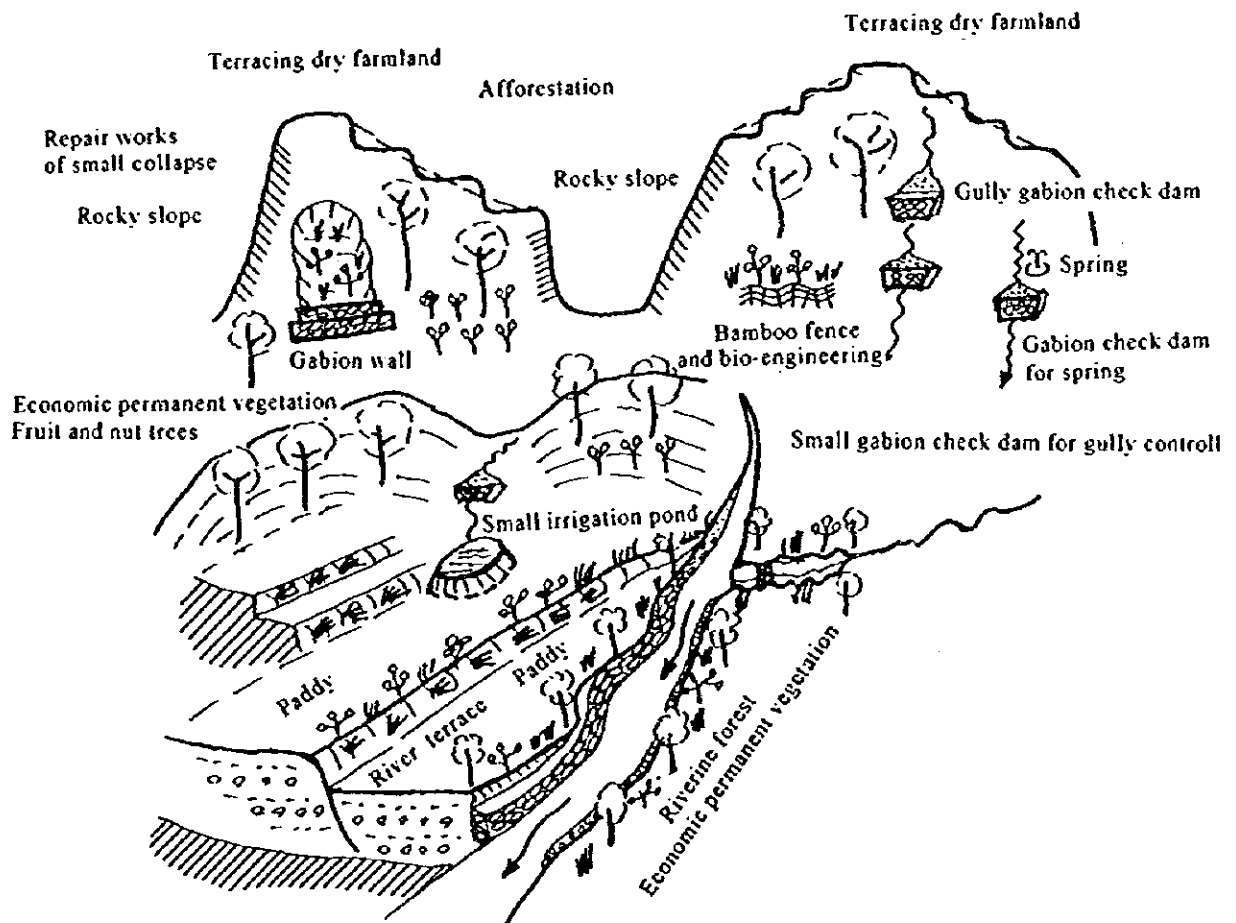 Terracing dry farmland
Terracing dry farmland
Afforestation
Repair works
of small collapse
Rocky slope
Rocky slope
Gully gabion check dam
Spring
Gabion wall
Bamboo fence
and bio-engineering
Gabion check dam
for spring
Economic permanent vegetation
Fruit and nut trees
Small gabion check dam for gully controll
Small irrigation pond
Paddy
Paddy
River terrace
Riverine forest
Economic permanent vegetation